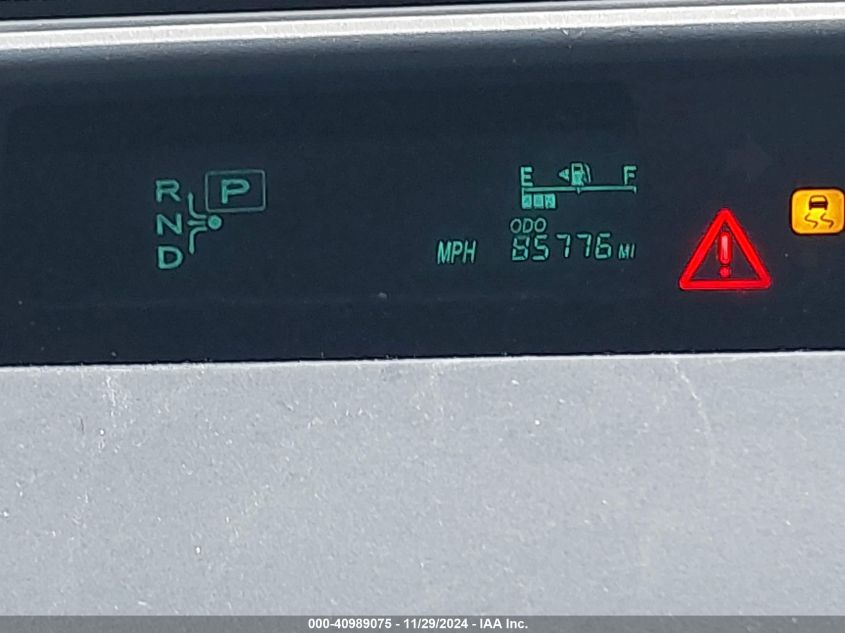 R P
N
D
E F
ODO
MPH 85776 MI
000-40989075 - 11/29/2024 - IAA Inc.